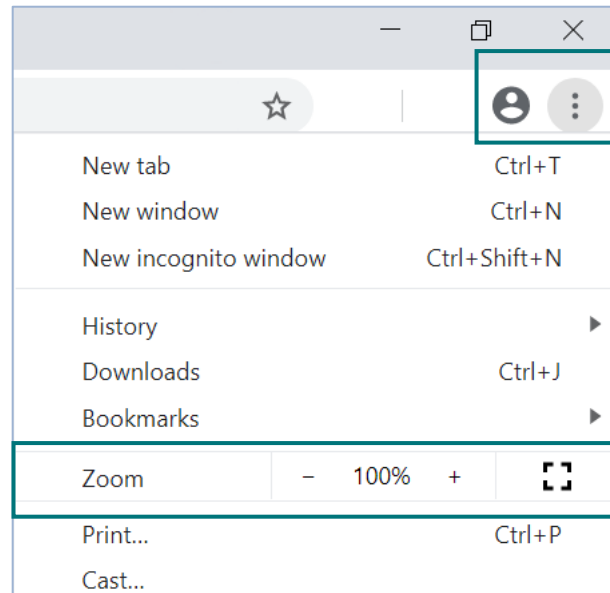 New tab Ctrl+T
New window Ctrl+N
New incognito window Ctrl+Shift+N
History
Downloads Ctrl+J
Bookmarks
Zoom − 100% +
Print... Ctrl+P
Cast...